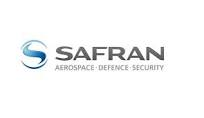 SAFRAN
AEROSPACE · DEFENCE · SECURITY